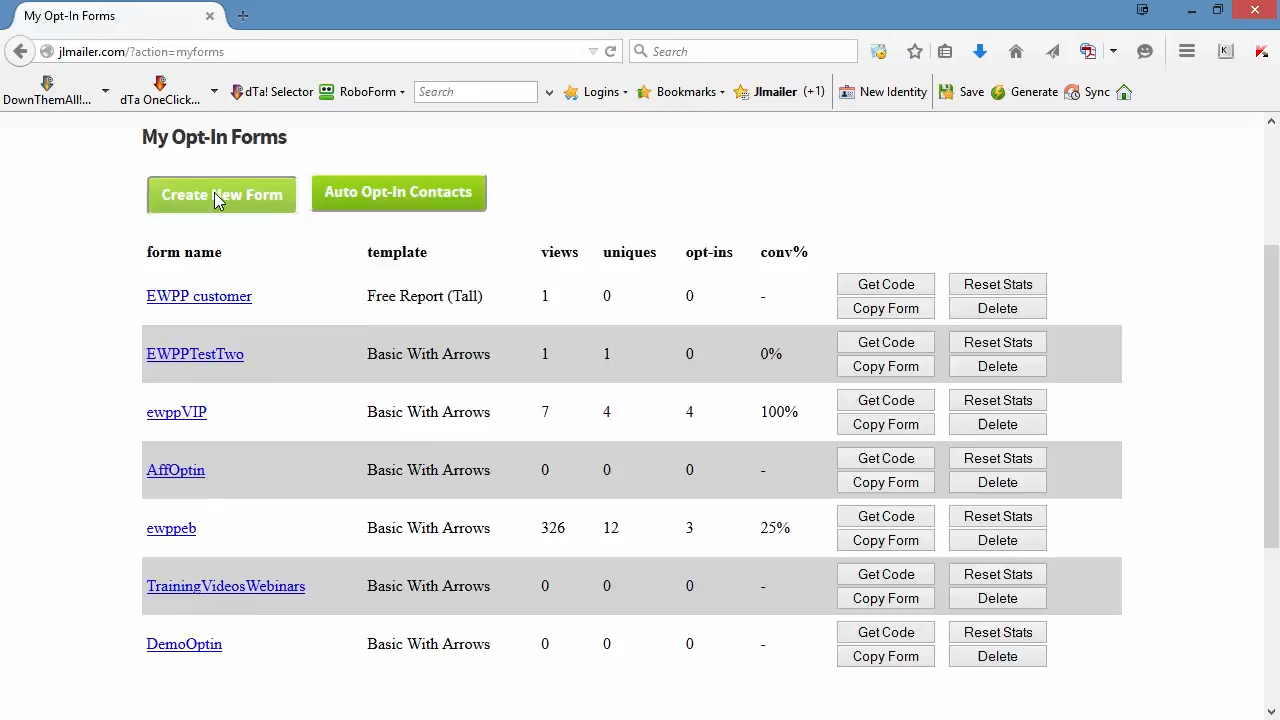 My Opt-In Forms
jlmailer.com/?action=myforms
Search
DownThemAll!...
dTa OneClick...
dTa! Selector
RoboForm
Search
Logins
Bookmarks
Jlmailer (+1)
New Identity
Save
Generate
Sync
My Opt-In Forms
Create New Form Auto Opt-In Contacts
form name template views uniques opt-ins conv%
EWPP customer Free Report (Tall) 1 0 0 - Get Code Reset Stats
Copy Form Delete
EWPPTestTwo Basic With Arrows 1 1 0 0% Get Code Reset Stats
Copy Form Delete
ewppVIP Basic With Arrows 7 4 4 100% Get Code Reset Stats
Copy Form Delete
AffOptin Basic With Arrows 0 0 0 - Get Code Reset Stats
Copy Form Delete
ewppeb Basic With Arrows 326 12 3 25% Get Code Reset Stats
Copy Form Delete
TrainingVideosWebinars Basic With Arrows 0 0 0 - Get Code Reset Stats
Copy Form Delete
DemoOptin Basic With Arrows 0 0 0 - Get Code Reset Stats
Copy Form Delete